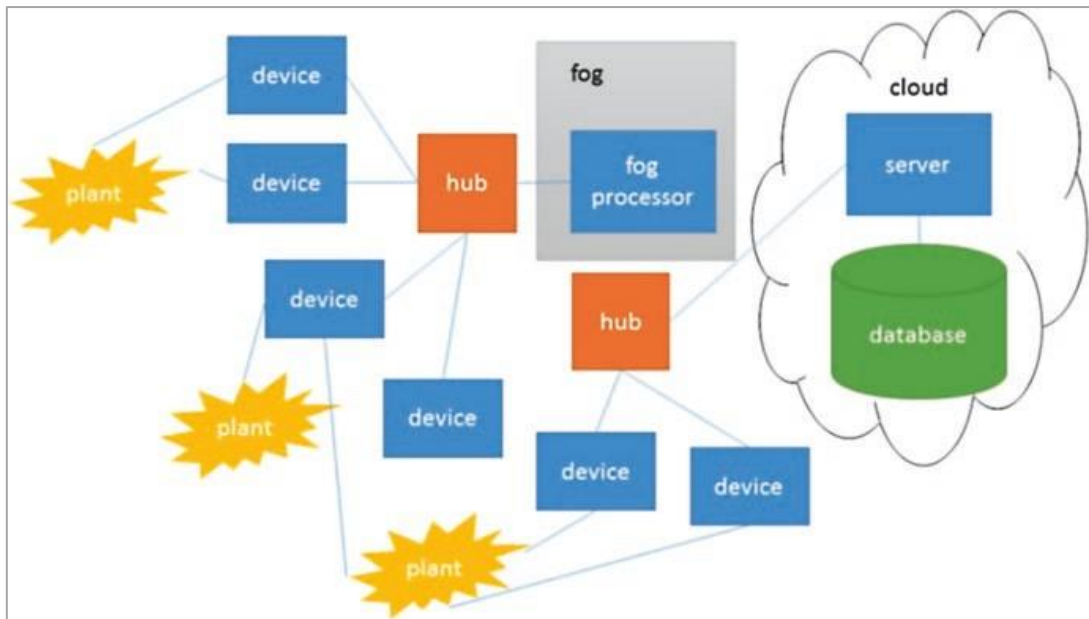 device
fog
cloud
plant
device
hub
fog
processor
server
device
hub
database
plant
device
device
device
plant